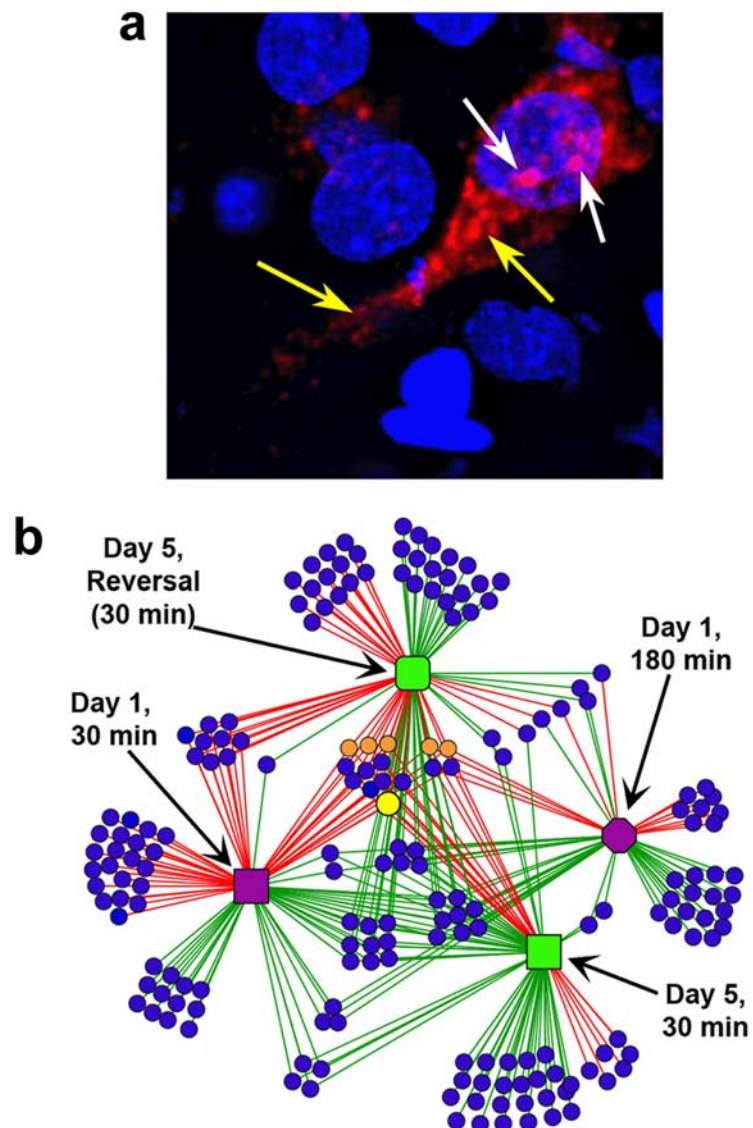 a
b
Day 5,
Reversal
(30 min)
Day 1,
180 min
Day 1,
30 min
Day 5,
30 min